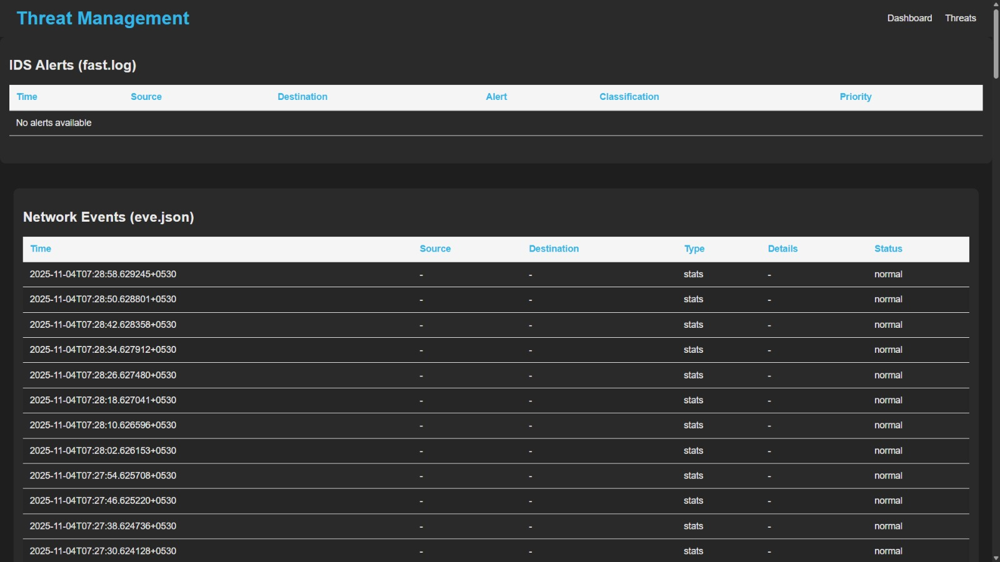 Threat Management
Dashboard Threats
IDS Alerts (fast.log)
Time Source Destination Alert Classification Priority
No alerts available
Network Events (eve.json)
Time Source Destination Type Details Status
2025-11-04T07:28:58.629245+0530 - - stats - normal
2025-11-04T07:28:50.628801+0530 - - stats - normal
2025-11-04T07:28:42.628358+0530 - - stats - normal
2025-11-04T07:28:34.627912+0530 - - stats - normal
2025-11-04T07:28:26.627480+0530 - - stats - normal
2025-11-04T07:28:18.627041+0530 - - stats - normal
2025-11-04T07:28:10.626596+0530 - - stats - normal
2025-11-04T07:28:02.626153+0530 - - stats - normal
2025-11-04T07:27:54.625708+0530 - - stats - normal
2025-11-04T07:27:46.625220+0530 - - stats - normal
2025-11-04T07:27:38.624736+0530 - - stats - normal
2025-11-04T07:27:30.624128+0530 - - stats - normal